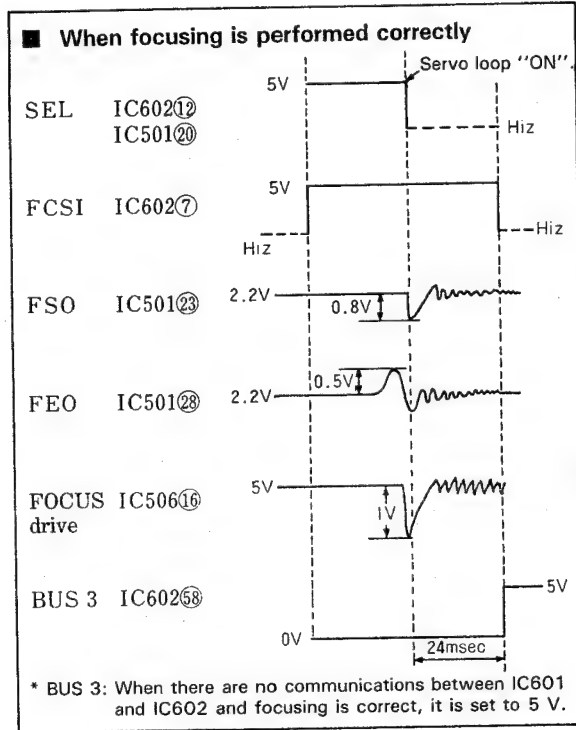 ■ When focusing is performed correctly
Servo loop "ON".
5V
SEL IC602⑫
IC501⑳
Hiz
5V
FCSI IC602⑦
Hiz
Hiz
FSO IC501㉓ 2.2V
0.8V
0.5V
FEO IC501㉘ 2.2V
5V
FOCUS IC506⑯
drive
1V
BUS 3 IC602㊽
5V
0V
24msec
* BUS 3: When there are no communications between IC601
and IC602 and focusing is correct, it is set to 5 V.